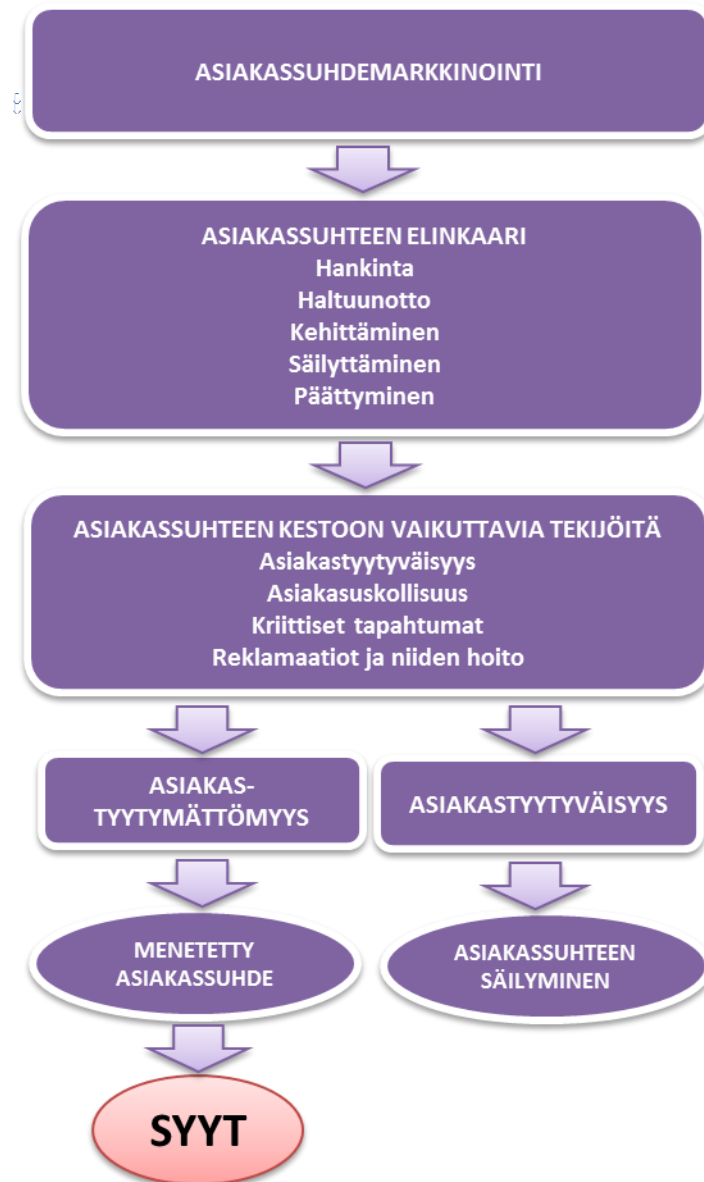 ASIAKASSUHDEMARKKINOINTI
ASIAKASSUHTEEN ELINKAARI
Hankinta
Haltuunotto
Kehittäminen
Säilyttäminen
Päättyminen
ASIAKASSUHTEEN KESTOON VAIKUTTAVIA TEKIJÖITÄ
Asiakastyytyväisyys
Asiakasuskollisuus
Kriittiset tapahtumat
Reklamaatiot ja niiden hoito
ASIAKAS-
TYYTYMÄTTÖMYYS
ASIAKASTYYTYVÄISYYS
MENETETTY
ASIAKASSUHDE
ASIAKASSUHTEEN
SÄILYMINEN
SYYT